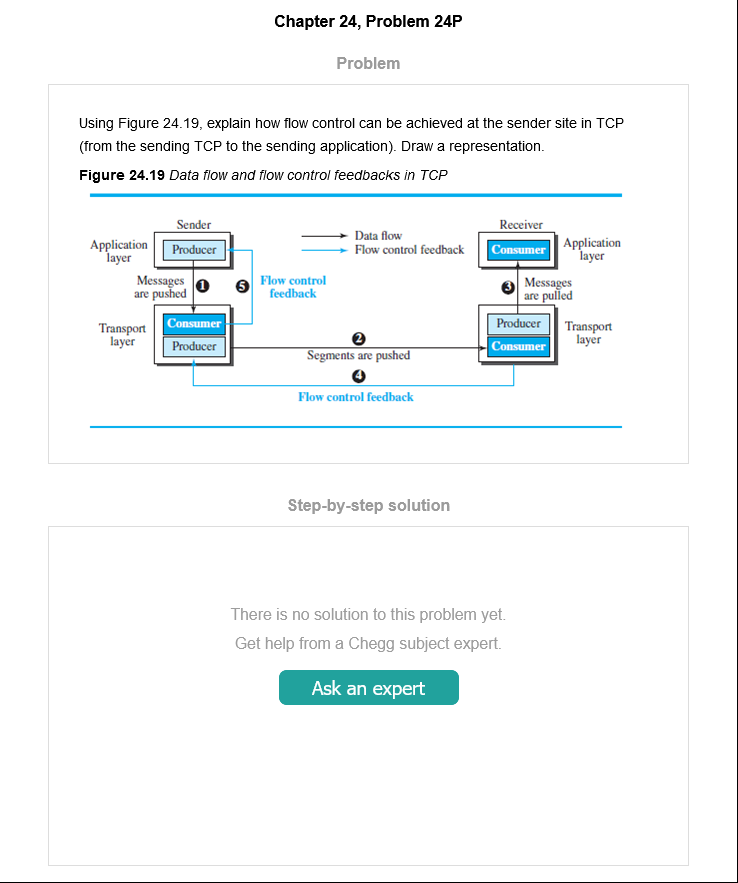 Chapter 24, Problem 24P
Problem
Using Figure 24.19, explain how flow control can be achieved at the sender site in TCP
(from the sending TCP to the sending application). Draw a representation.
Figure 24.19 Data flow and flow control feedbacks in TCP
Sender
Application
layer
Producer
Data flow
Flow control feedback
Receiver
Consumer
Application
layer
Messages
are pushed
1
5
Flow control
feedback
3
Messages
are pulled
Transport
layer
Consumer
Producer
2
Segments are pushed
Producer
Consumer
Transport
layer
4
Flow control feedback
Step-by-step solution
There is no solution to this problem yet.
Get help from a Chegg subject expert.
Ask an expert